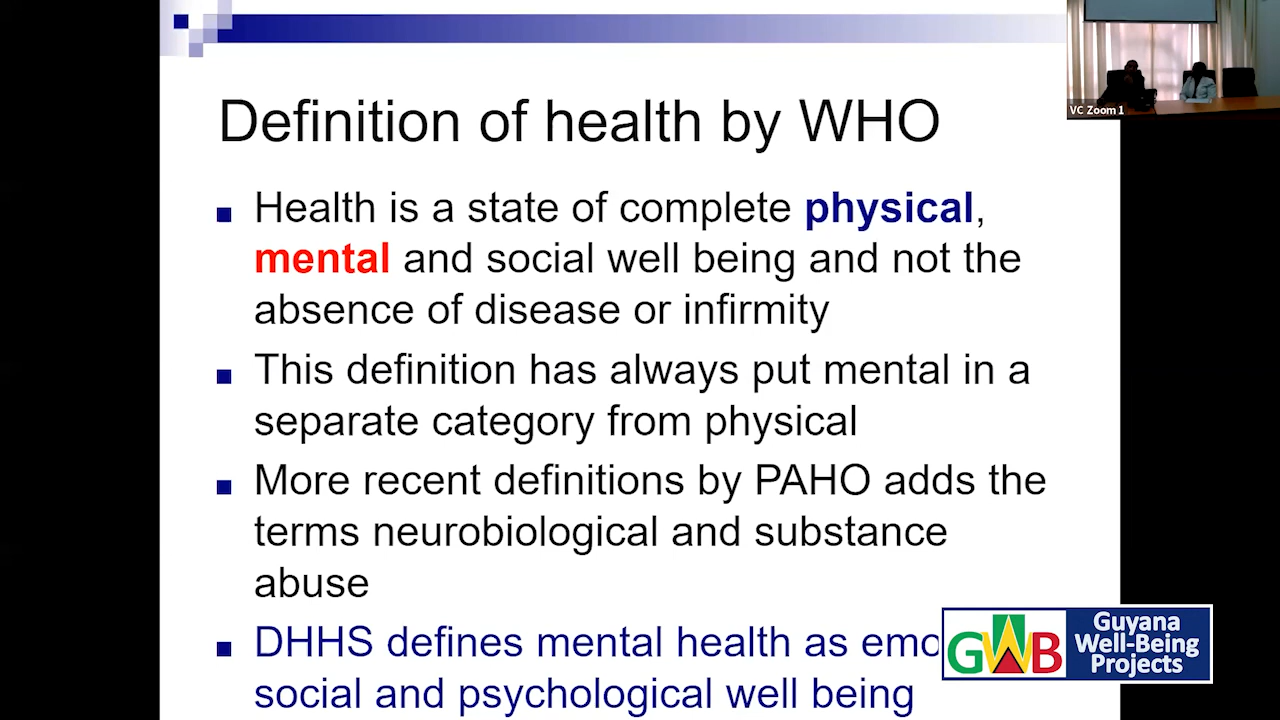 VC Zoom 1
Definition of health by WHO
Health is a state of complete physical,
mental and social well being and not the
absence of disease or infirmity
This definition has always put mental in a
separate category from physical
More recent definitions by PAHO adds the
terms neurobiological and substance
abuse
DHHS defines mental health as emo
social and psychological well being
GWB
Guyana
Well-Being
Projects